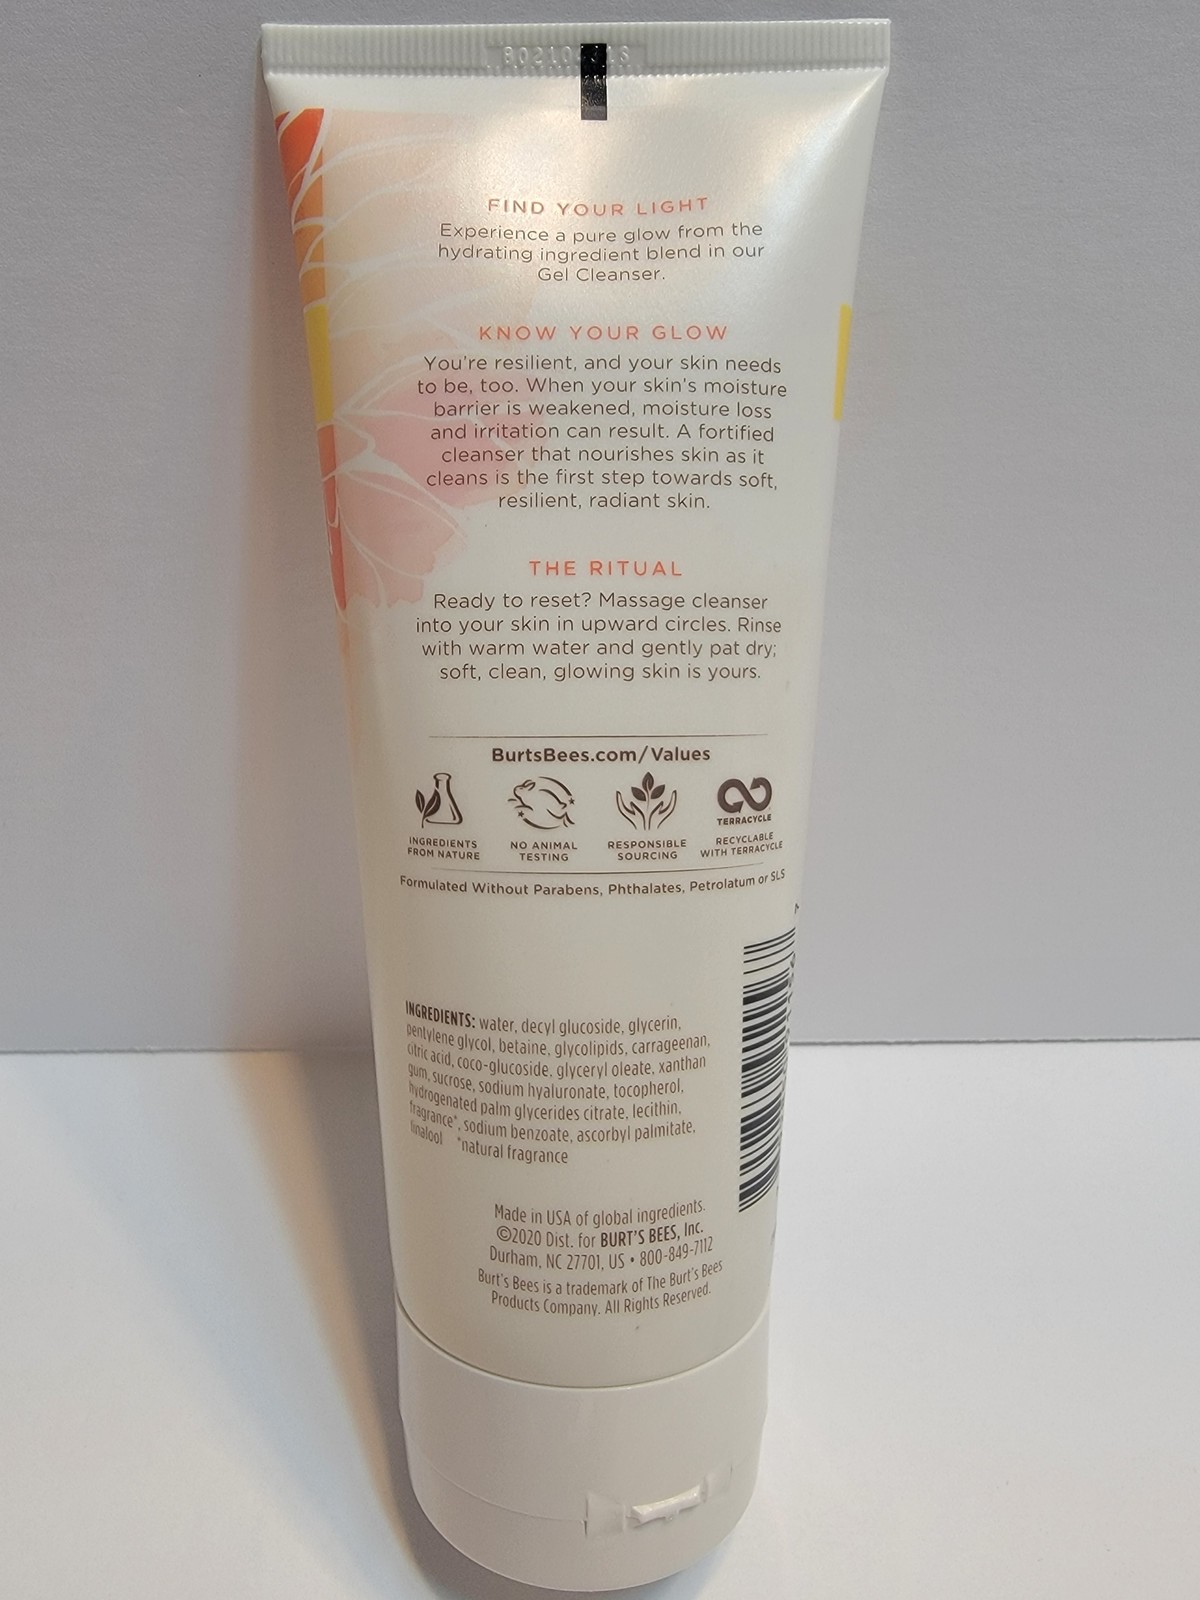 FIND YOUR LIGHT
Experience a pure glow from the
hydrating ingredient blend in our
Gel Cleanser.
KNOW YOUR GLOW
You're resilient, and your skin needs
to be, too. When your skin's moisture
barrier is weakened, moisture loss
and irritation can result. A fortified
cleanser that nourishes skin as it
cleans is the first step towards soft,
resilient, radiant skin.
THE RITUAL
Ready to reset? Massage cleanser
into your skin in upward circles. Rinse
with warm water and gently pat dry;
soft, clean, glowing skin is yours.
BurtsBees.com/Values
INGREDIENTS
FROM NATURE
NO ANIMAL
TESTING
RESPONSIBLE
SOURCING
TERRACYCLE
RECYCLABLE
WITH TERRACYCLE
Formulated Without Parabens, Phthalates, Petrolatum or SLS
INGREDIENTS: water, decyl glucoside, glycerin,
pentylene glycol, betaine, glycolipids, carrageenan,
citric acid, coco-glucoside, glyceryl oleate, xanthan
gum, sucrose, sodium hyaluronate, tocopherol,
hydrogenated palm glycerides citrate, lecithin,
fragrance*, sodium benzoate, ascorbyl palmitate,
linalool *natural fragrance
Made in USA of global ingredients.
©2020 Dist. for BURT'S BEES, Inc.
Durham, NC 27701, US • 800-849-7112
Burt's Bees is a trademark of The Burt's Bees
Products Company. All Rights Reserved.